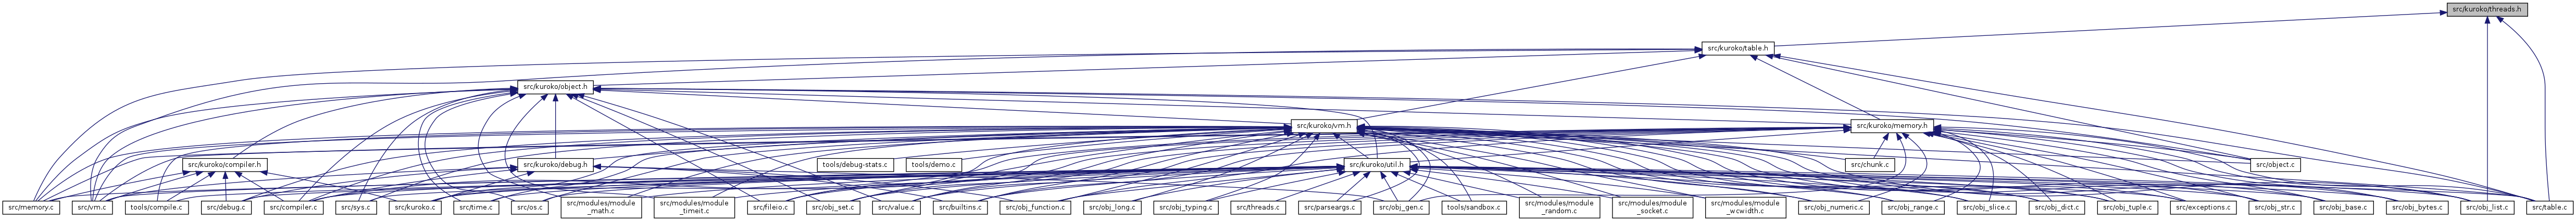 src/kuroko/threads.h
src/kuroko/table.h
src/kuroko/object.h
src/kuroko/vm.h
src/kuroko/memory.h
src/kuroko/compiler.h
src/kuroko/debug.h
tools/debug-stats.c
tools/demo.c
src/kuroko/util.h
src/chunk.c
src/object.c
src/memory.c
src/vm.c
tools/compile.c
src/debug.c
src/compiler.c
src/sys.c
src/kuroko.c
src/time.c
src/os.c
src/modules/module
_math.c
src/modules/module
_timeit.c
src/fileio.c
src/obj_set.c
src/value.c
src/builtins.c
src/obj_function.c
src/obj_long.c
src/obj_typing.c
src/threads.c
src/parseargs.c
src/obj_gen.c
tools/sandbox.c
src/modules/module
_random.c
src/modules/module
_socket.c
src/modules/module
_wcwidth.c
src/obj_numeric.c
src/obj_range.c
src/obj_slice.c
src/obj_dict.c
src/obj_tuple.c
src/exceptions.c
src/obj_str.c
src/obj_base.c
src/obj_bytes.c
src/obj_list.c
src/table.c